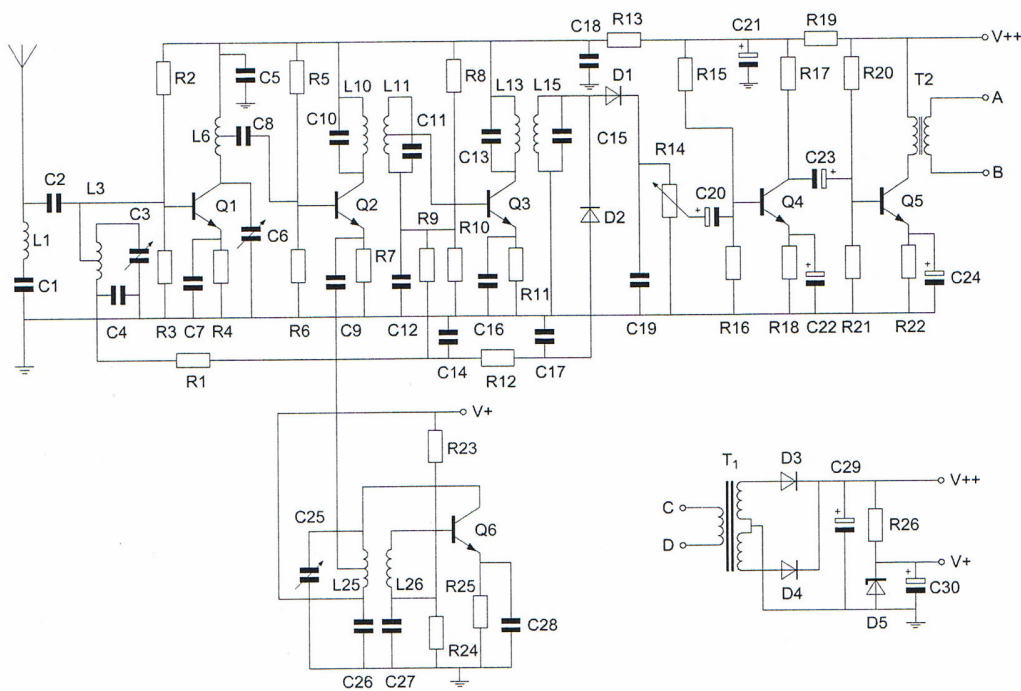 C18 R13 C21 R19
V++
R2 C5 R5 L10 L11 R8 L13 L15 D1 R15 R17 R20 T2
A
C8 C10 C11 C15 L6 C13 R14 C23 B
C2 L3 C20
C3 Q1 C6 Q2 R9 R10 Q3 D2 Q4 Q5
L1 R7
C1 R11 C24
C4 R3 C7 R4 R6 C9 C12 C16 C19 R16 R18 C22 R21 R22
R1 C14 R12 C17
V+
R23
T1 D3 C29 V++
C25 Q6 C R26
D
L25 L26 R25 D4 V+
C30
C28 D5
R24
C26 C27
+ + + + + + + +